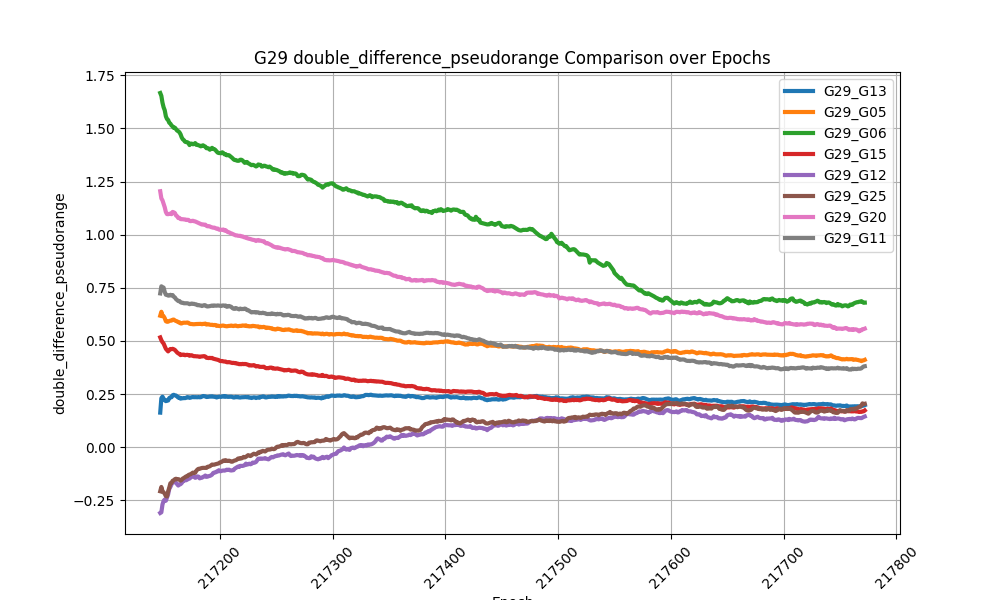 G29 double_difference_pseudorange Comparison over Epochs
double_difference_pseudorange
1.75
1.50
1.25
1.00
0.75
0.50
0.25
0.00
−0.25
G29_G13
G29_G05
G29_G06
G29_G15
G29_G12
G29_G25
G29_G20
G29_G11
217200
217300
217400
217500
217600
217700
217800
Epoch